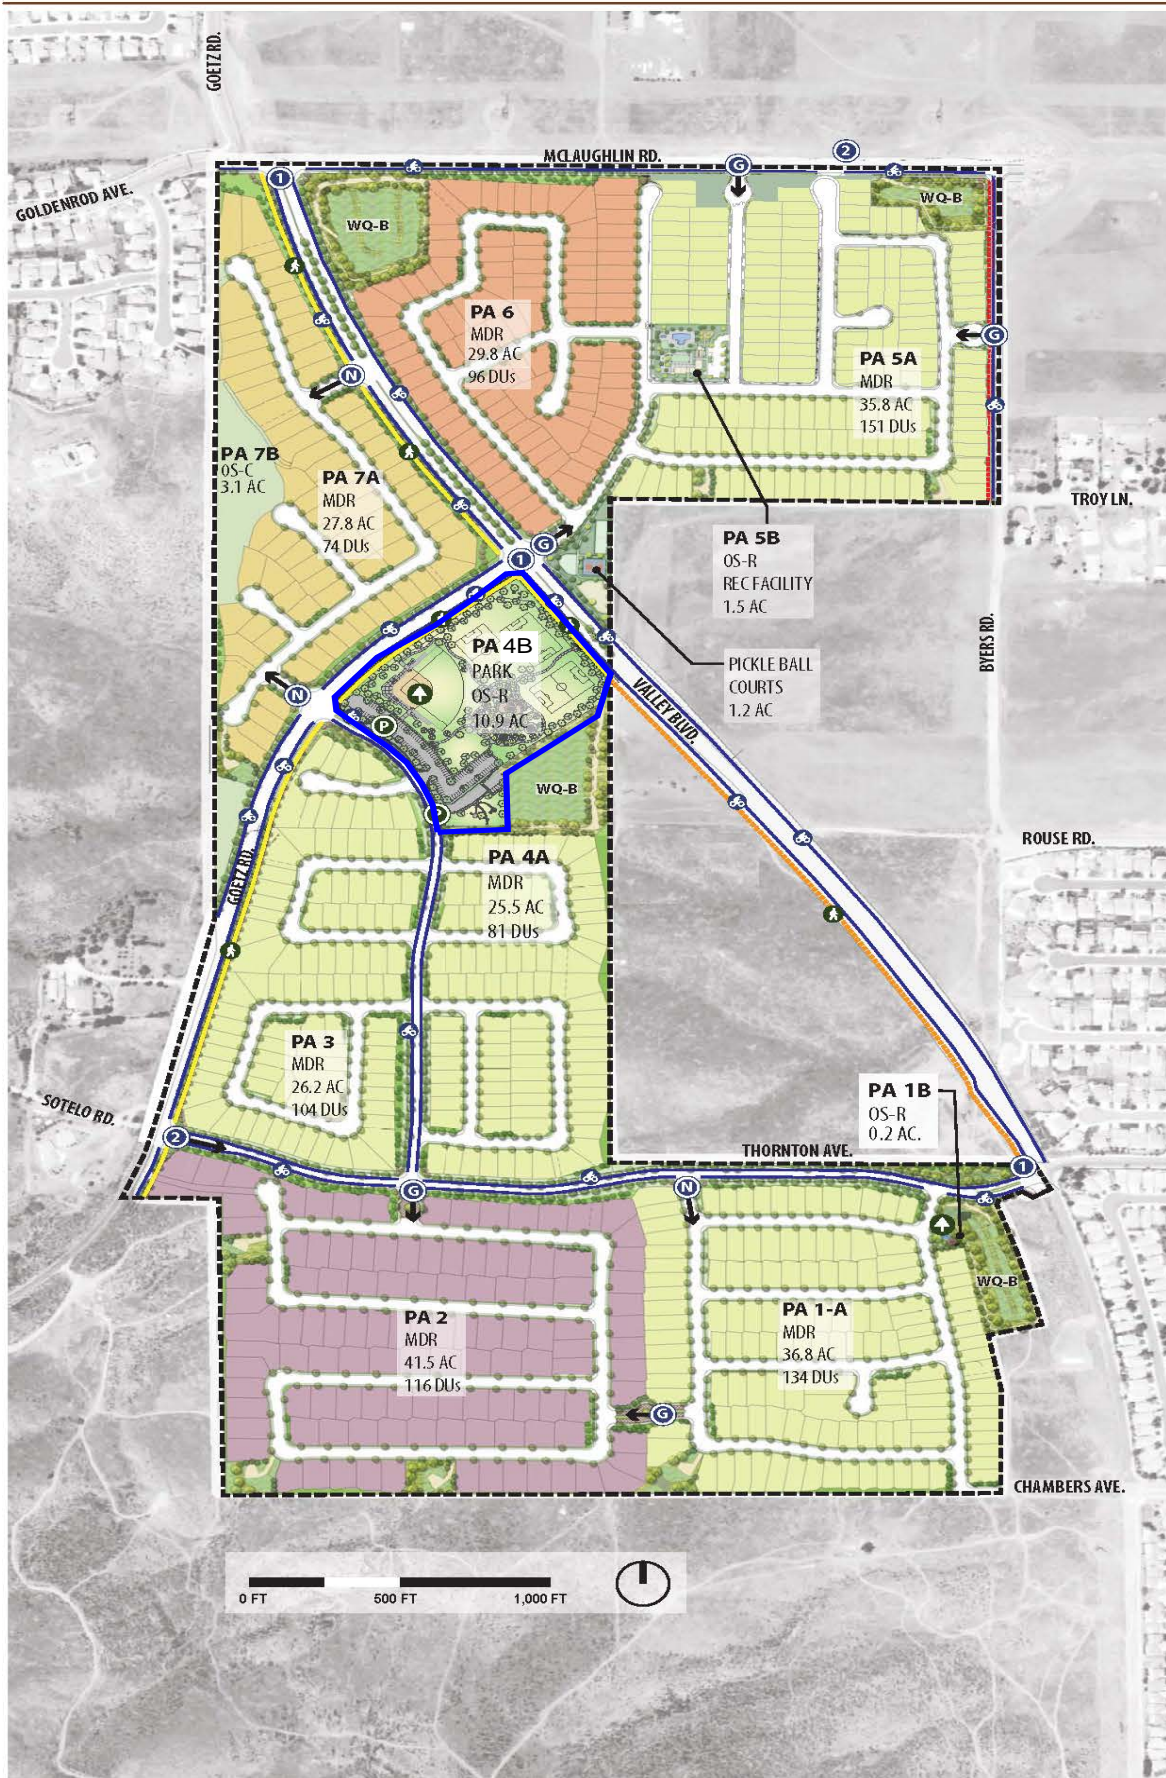 GOETZ RD.
MCLAUGHLIN RD.
2
G
1
GOLDENROD AVE.
WQ-B
WQ-B
PA 6
MDR
29.8 AC
96 DUs
G
PA 5A
MDR
35.8 AC
151 DUs
N
PA 7B
OS-C
3.1 AC
PA 7A
MDR
27.8 AC
74 DUs
TROY LN.
G
1
PA 5B
OS-R
REC FACILITY
1.5 AC
PA 4B
PARK
OS-R
10.9 AC
BYERS RD.
PICKLE BALL
COURTS
1.2 AC
N
VALLEY BLVD.
P
WQ-B
P
ROUSE RD.
PA 4A
MDR
25.5 AC
81 DUs
GOETZ RD.
PA 3
MDR
26.2 AC
104 DUs
PA 1B
OS-R
0.2 AC.
SOTELO RD.
2
THORNTON AVE.
1
G
N
WQ-B
PA 2
MDR
41.5 AC
116 DUs
PA 1-A
MDR
36.8 AC
134 DUs
G
CHAMBERS AVE.
0 FT
500 FT
1,000 FT